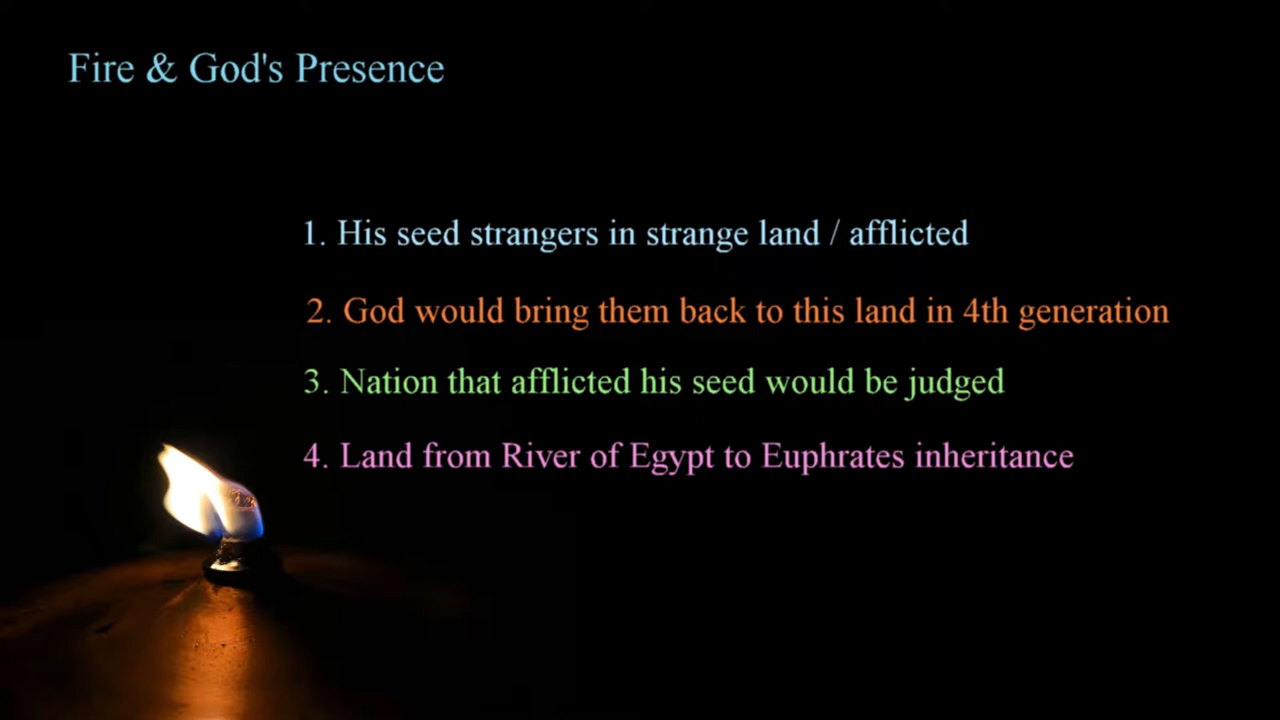 Fire & God's Presence
1. His seed strangers in strange land / afflicted
2. God would bring them back to this land in 4th generation
3. Nation that afflicted his seed would be judged
4. Land from River of Egypt to Euphrates inheritance